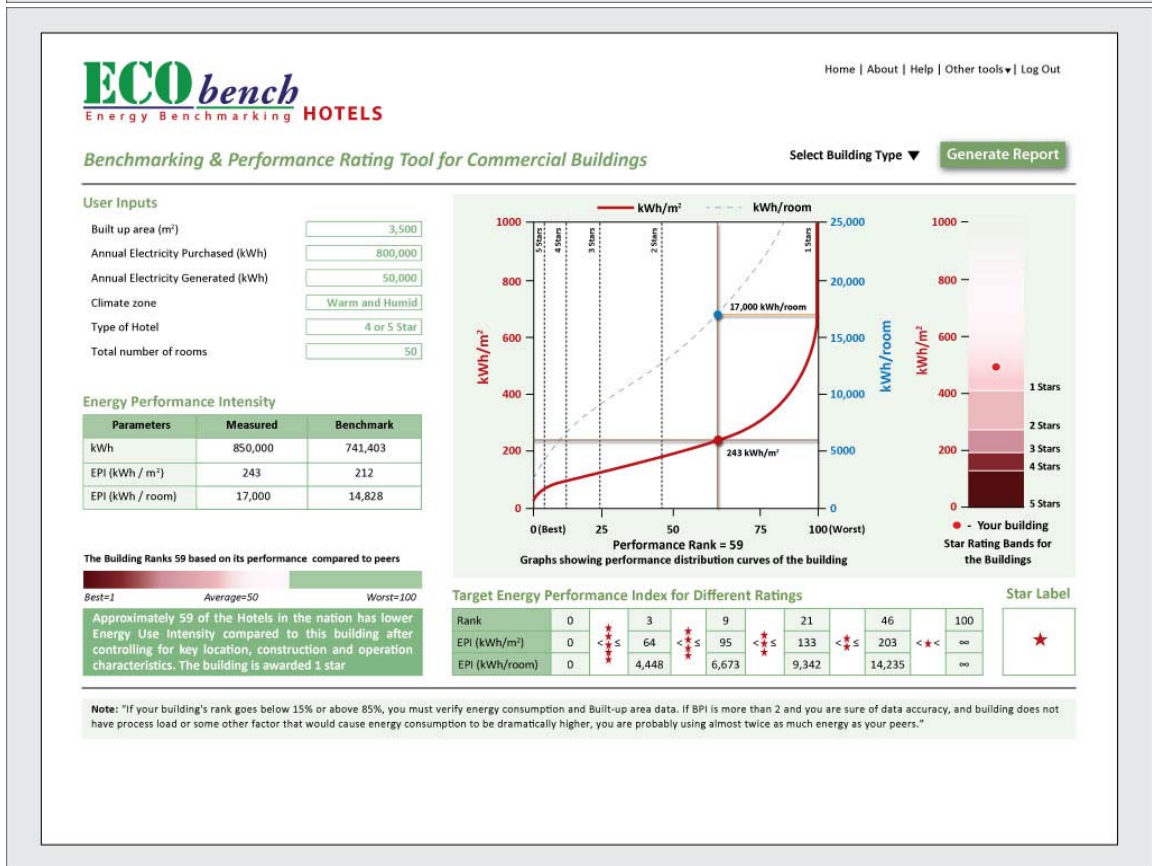 ECO bench
Energy Benchmarking HOTELS
Home | About | Help | Other tools▾| Log Out
Benchmarking & Performance Rating Tool for Commercial Buildings
Select Building Type ▼
Generate Report
User Inputs
Built up area (m²) 3,500
Annual Electricity Purchased (kWh) 800,000
Annual Electricity Generated (kWh) 50,000
Climate zone Warm and Humid
Type of Hotel 4 or 5 Star
Total number of rooms 50
Energy Performance Intensity
Parameters Measured Benchmark
kWh 850,000 741,403
EPI (kWh / m²) 243 212
EPI (kWh / room) 17,000 14,828
The Building Ranks 59 based on its performance compared to peers
Best=1 Average=50 Worst=100
Approximately 59 of the Hotels in the nation has lower
Energy Use Intensity compared to this building after
controlling for key location, construction and operation
characteristics. The building is awarded 1 star
kWh/m² kWh/room
1000
800
600
400
200
0
kWh/m²
5 Stars
4 Stars
3 Stars
2 Stars
1 Stars
17,000 kWh/room
243 kWh/m²
25,000
20,000
15,000
10,000
5000
0
kWh/room
0 (Best) 25 50 75 100 (Worst)
Performance Rank = 59
Graphs showing performance distribution curves of the building
1000
800
600
400
200
0
kWh/m²
1 Stars
2 Stars
3 Stars
4 Stars
5 Stars
- Your building
Star Rating Bands for
the Buildings
Target Energy Performance Index for Different Ratings
Rank 0 3 9 21 46 100
EPI (kWh/m²) 0 <★≤ 64 <★≤ 95 <★≤ 133 <★≤ 203 <★< ∞
EPI (kWh/room) 0 4,448 6,673 9,342 14,235 ∞
Star Label
★
Note: "If your building's rank goes below 15% or above 85%, you must verify energy consumption and Built-up area data. If BPI is more than 2 and you are sure of data accuracy, and building does not
have process load or some other factor that would cause energy consumption to be dramatically higher, you are probably using almost twice as much energy as your peers."